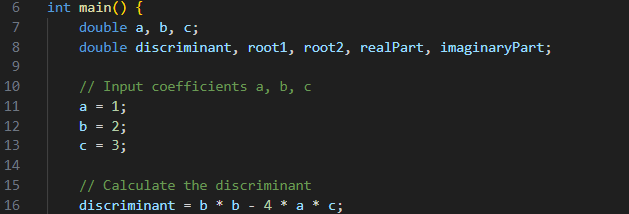 6 int main() {
7 double a, b, c;
8 double discriminant, root1, root2, realPart, imaginaryPart;
9
10 // Input coefficients a, b, c
11 a = 1;
12 b = 2;
13 c = 3;
14
15 // Calculate the discriminant
16 discriminant = b * b - 4 * a * c;